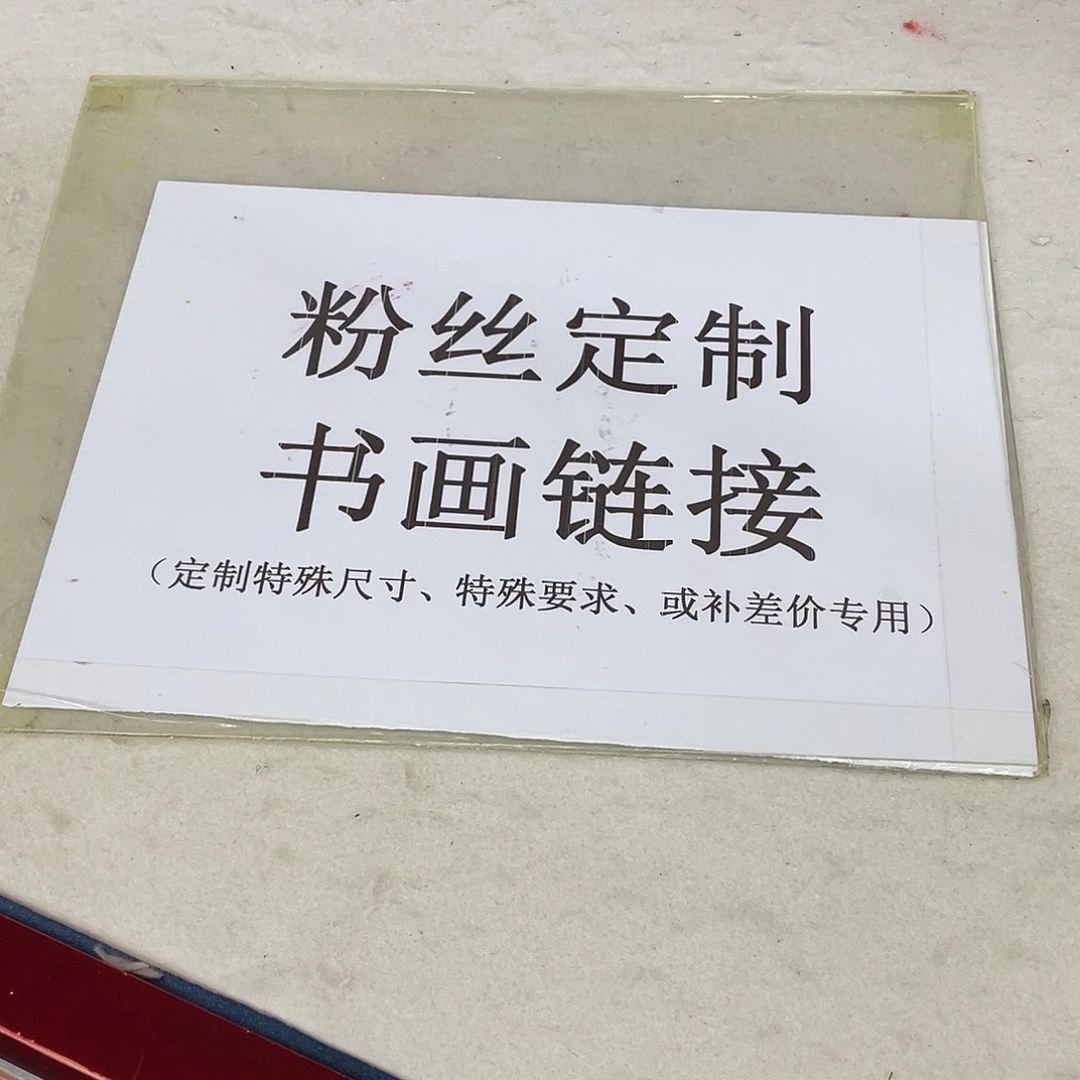 粉丝定制
书画链接
（定制特殊尺寸、特殊要求、或补差价专用）